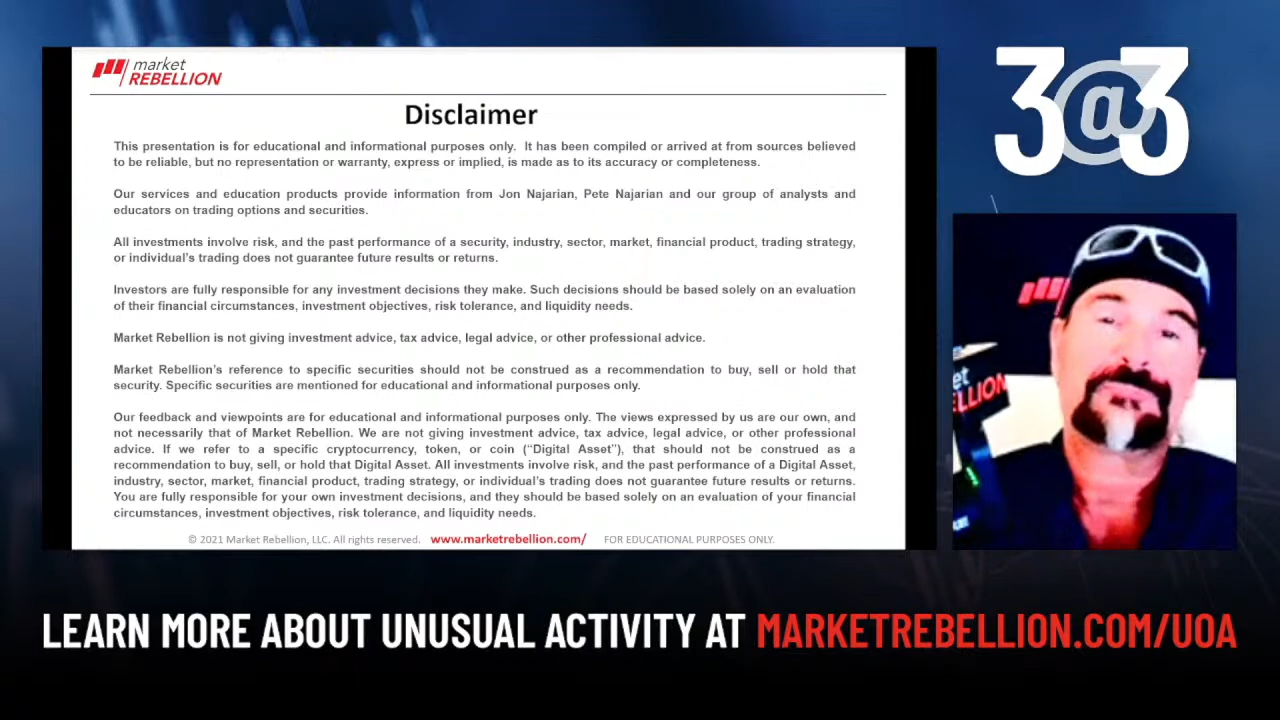 market
REBELLION
3@3
Disclaimer
This presentation is for educational and informational purposes only. It has been compiled or arrived at from sources believed
to be reliable, but no representation or warranty, express or implied, is made as to its accuracy or completeness.
Our services and education products provide information from Jon Najarian, Pete Najarian and our group of analysts and
educators on trading options and securities.
All investments involve risk, and the past performance of a security, industry, sector, market, financial product, trading strategy,
or individual's trading does not guarantee future results or returns.
Investors are fully responsible for any investment decisions they make. Such decisions should be based solely on an evaluation
of their financial circumstances, investment objectives, risk tolerance, and liquidity needs.
Market Rebellion is not giving investment advice, tax advice, legal advice, or other professional advice.
Market Rebellion's reference to specific securities should not be construed as a recommendation to buy, sell or hold that
security. Specific securities are mentioned for educational and informational purposes only.
Our feedback and viewpoints are for educational and informational purposes only. The views expressed by us are our own, and
not necessarily that of Market Rebellion. We are not giving investment advice, tax advice, legal advice, or other professional
advice. If we refer to a specific cryptocurrency, token, or coin (“Digital Asset”), that should not be construed as a
recommendation to buy, sell, or hold that Digital Asset. All investments involve risk, and the past performance of a Digital Asset,
industry, sector, market, financial product, trading strategy, or individual's trading does not guarantee future results or returns.
You are fully responsible for your own investment decisions, and they should be based solely on an evaluation of your financial
circumstances, investment objectives, risk tolerance, and liquidity needs.
© 2021 Market Rebellion, LLC. All rights reserved. www.marketrebellion.com/ FOR EDUCATIONAL PURPOSES ONLY.
et
ELLION
LEARN MORE ABOUT UNUSUAL ACTIVITY AT MARKETREBELLION.COM/UOA